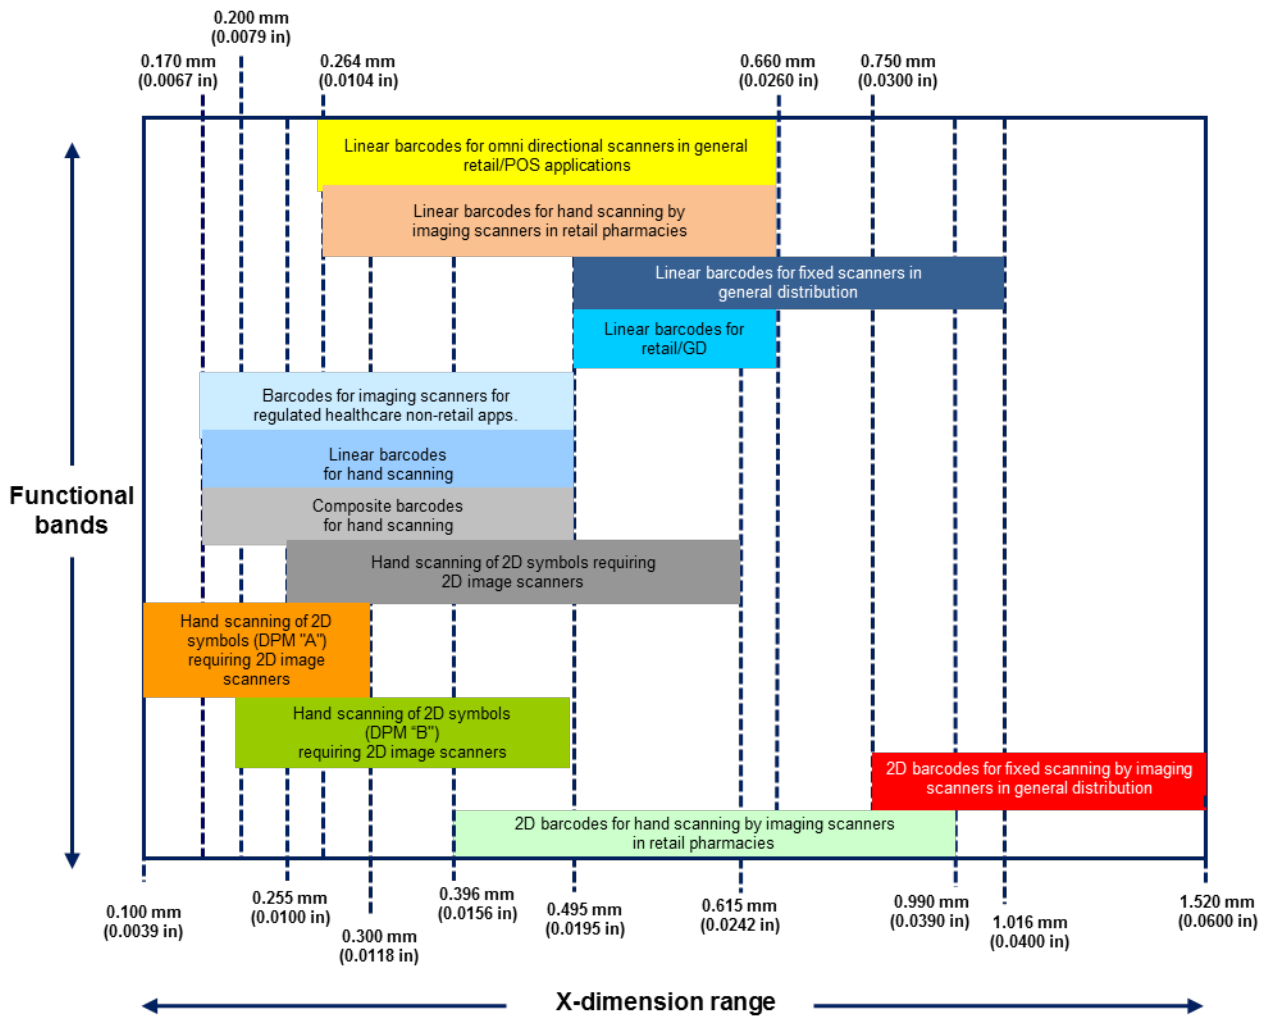 0.200 mm
(0.0079 in)
0.170 mm
(0.0067 in)
0.264 mm
(0.0104 in)
0.660 mm
(0.0260 in)
0.750 mm
(0.0300 in)
Linear barcodes for omni directional scanners in general
retail/POS applications
Linear barcodes for hand scanning by
imaging scanners in retail pharmacies
Linear barcodes for fixed scanners in
general distribution
Linear barcodes for
retail/GD
Barcodes for imaging scanners for
regulated healthcare non-retail apps.
Linear barcodes
for hand scanning
Functional
bands
Composite barcodes
for hand scanning
Hand scanning of 2D symbols requiring
2D image scanners
Hand scanning of 2D
symbols (DPM "A")
requiring 2D image
scanners
Hand scanning of 2D symbols
(DPM “B”)
requiring 2D image scanners
2D barcodes for fixed scanning by imaging
scanners in general distribution
2D barcodes for hand scanning by imaging scanners
in retail pharmacies
0.100 mm
(0.0039 in)
0.255 mm
(0.0100 in)
0.300 mm
(0.0118 in)
0.396 mm
(0.0156 in)
0.495 mm
(0.0195 in)
0.615 mm
(0.0242 in)
0.990 mm
(0.0390 in)
1.016 mm
(0.0400 in)
1.520 mm
(0.0600 in)
X-dimension range